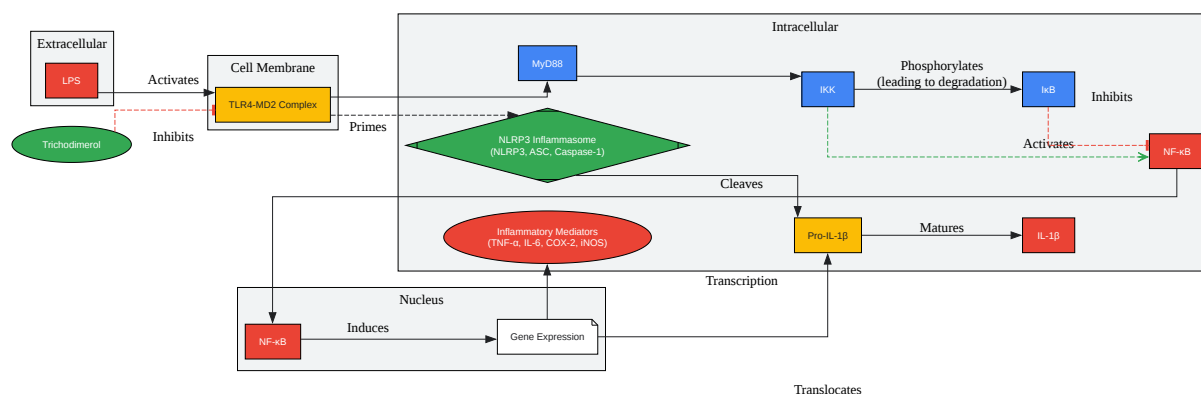 Extracellular
LPS
Activates
Trichodimerol
Inhibits
Cell Membrane
TLR4-MD2 Complex
Primes
Intracellular
MyD88
IKK
Phosphorylates
(leading to degradation)
IκB
Inhibits
Activates
NF-κB
NLRP3 Inflammasome
(NLRP3, ASC, Caspase-1)
Cleaves
Inflammatory Mediators
(TNF-α, IL-6, COX-2, iNOS)
Pro-IL-1β
Matures
IL-1β
Transcription
Nucleus
NF-κB
Induces
Gene Expression
Translocates